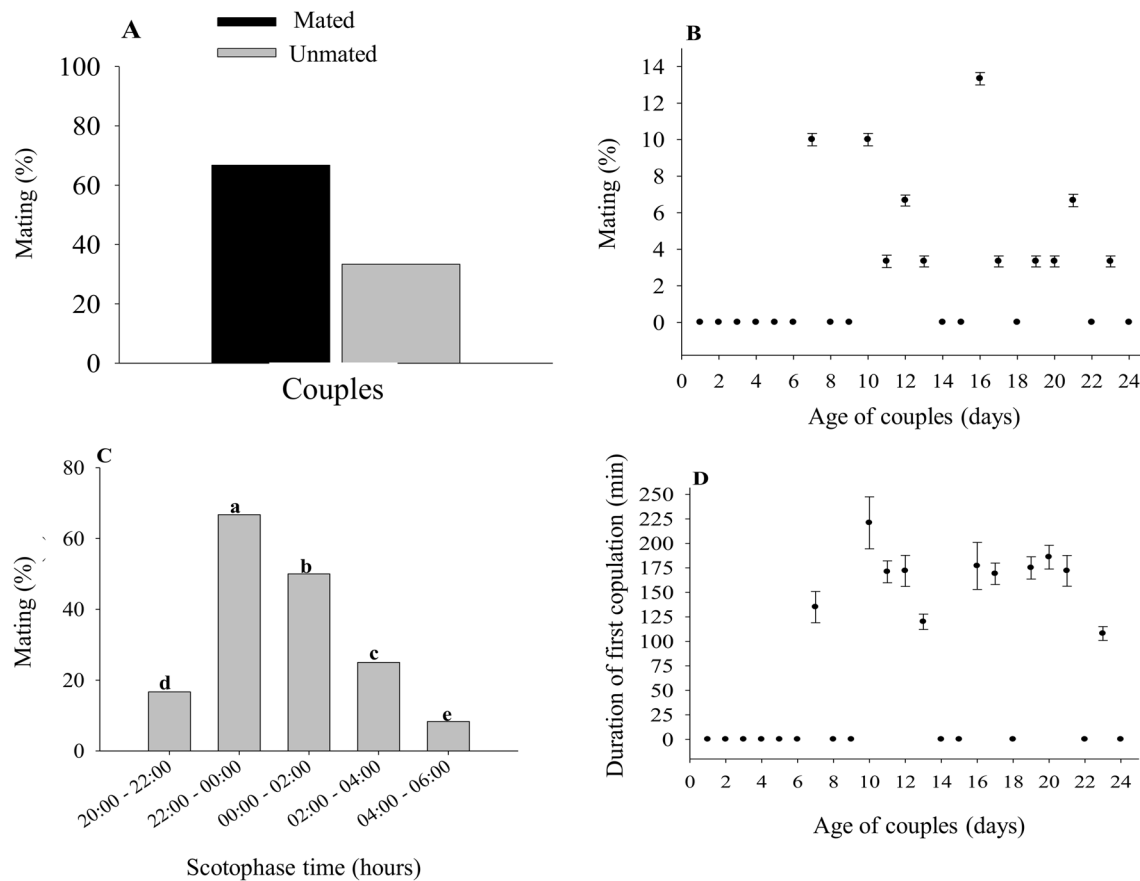 A
Mated
Unmated
100
80
60
40
20
0
Mating (%)
Couples
B
14
12
10
8
6
4
2
0
Mating (%)
0 2 4 6 8 10 12 14 16 18 20 22 24
Age of couples (days)
C
80
60
40
20
0
Mating (%)
d
a
b
c
e
20:00 - 22:00
22:00 - 00:00
00:00 - 02:00
02:00 - 04:00
04:00 - 06:00
Scotophase time (hours)
D
250
225
200
175
150
125
100
75
50
25
0
Duration of first copulation (min)
0 2 4 6 8 10 12 14 16 18 20 22 24
Age of couples (days)